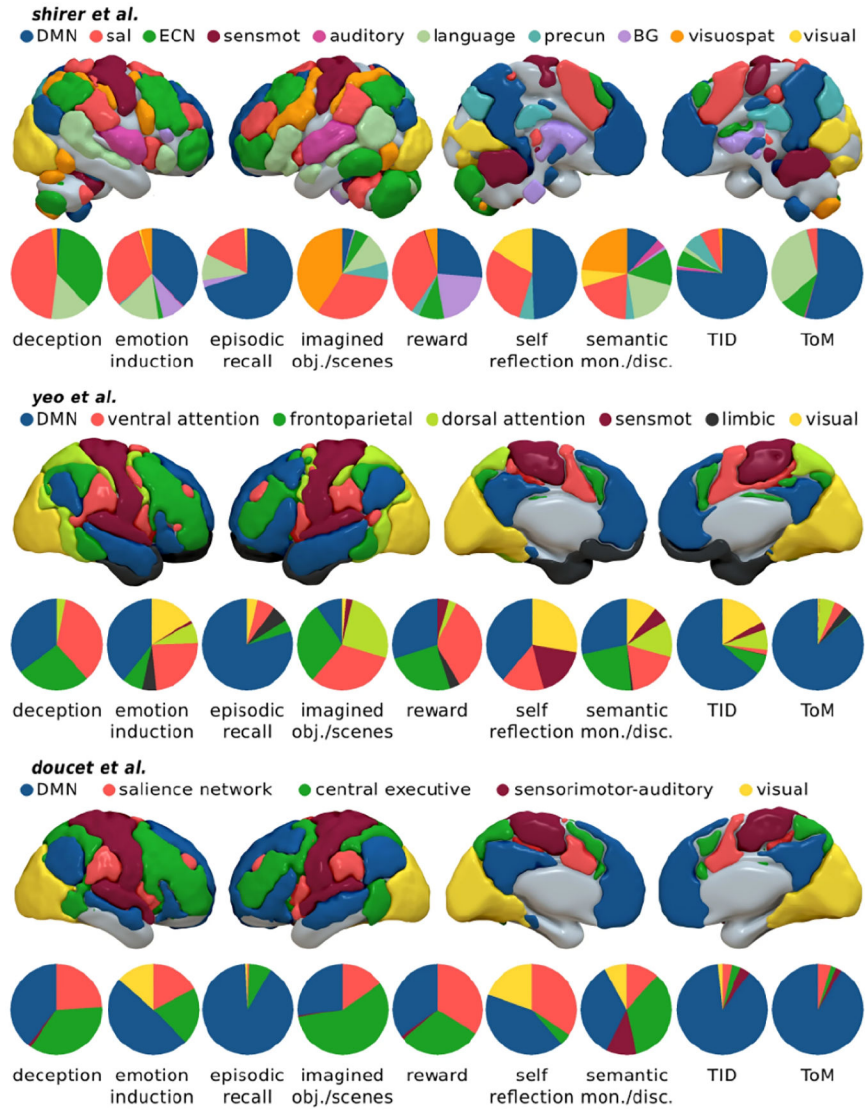 shirer et al.
DMN sal ECN sensmot auditory language precun BG visuospat visual
deception emotion induction episodic recall imagined obj./scenes reward self reflection semantic mon./disc. TID ToM
yeo et al.
DMN ventral attention frontoparietal dorsal attention sensmot limbic visual
deception emotion induction episodic recall imagined obj./scenes reward self reflection semantic mon./disc. TID ToM
doucet et al.
DMN salience network central executive sensorimotor-auditory visual
deception emotion induction episodic recall imagined obj./scenes reward self reflection semantic mon./disc. TID ToM